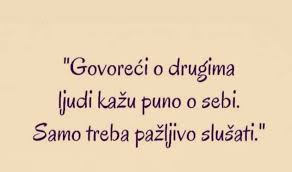 "Govoreći o drugima
ljudi kažu puno o sebi.
Samo treba pažljivo slušati."